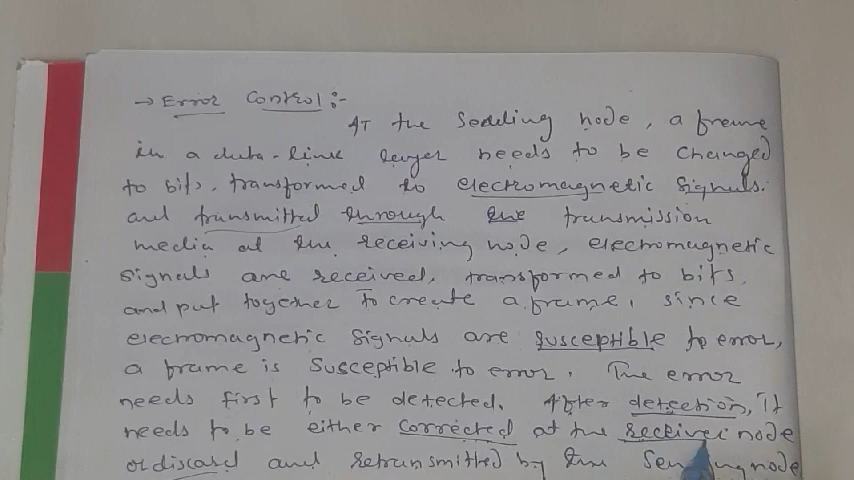 → Error Control :-
At the Sedding node, a freme
in a data-link layer needs to be changed
to bits, transformed to electromagnetic signals.
and transmitted through the transmission
media at the receiving node, electromagnetic
signals are received, transformed to bits,
and put together to create a frame, since
electromagnetic signals are susceptible to error,
a frame is susceptible to error. The error
needs first to be detected. After detection, it
needs to be either corrected at the receiver node
or discard and retransmitted by the node